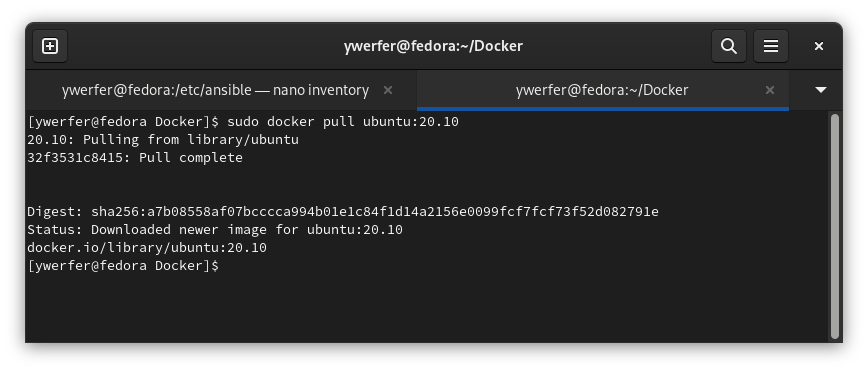 ywerfer@fedora:~/Docker
ywerfer@fedora:/etc/ansible — nano inventory
ywerfer@fedora:~/Docker
[ywerfer@fedora Docker]$ sudo docker pull ubuntu:20.10
20.10: Pulling from library/ubuntu
32f3531c8415: Pull complete
Digest: sha256:a7b08558af07bcccca994b01e1c84f1d14a2156e0099fcf7fcf73f52d082791e
Status: Downloaded newer image for ubuntu:20.10
docker.io/library/ubuntu:20.10
[ywerfer@fedora Docker]$